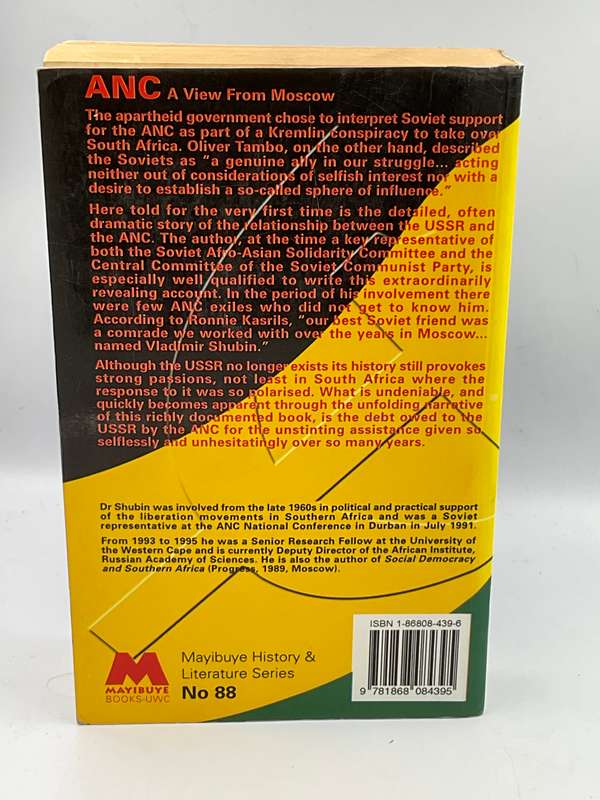 ANC A View From Moscow
The apartheid government chose to interpret Soviet support
for the ANC as part of a Kremlin conspiracy to take over
South Africa. Oliver Tambo, on the other hand, described
the Soviets as “a genuine ally in our struggle... acting
neither out of considerations of selfish interest nor with a
desire to establish a so-called sphere of influence.”
Here told for the very first time is the detailed, often
dramatic story of the relationship between the USSR and
the ANC. The author, at the time a key representative of
both the Soviet Afro-Asian Solidarity Committee and the
Central Committee of the Soviet Communist Party, is
especially well qualified to write this extraordinarily
revealing account. In the period of his involvement there
were few ANC exiles who did not get to know him.
According to Ronnie Kasrils, “our best Soviet friend was
a comrade we worked with over the years in Moscow...
named Vladimir Shubin.”
Although the USSR no longer exists its history still provokes
strong passions, not least in South Africa where the
response to it was so polarised. What is undeniable, and
quickly becomes apparent through the unfolding narrative
of this richly documented book, is the debt owed to the
USSR by the ANC for the unstinting assistance given so
selflessly and unhesitatingly over so many years.
Dr Shubin was involved from the late 1960s in political and practical support
of the liberation movements in Southern Africa and was a Soviet
representative at the ANC National Conference in Durban in July 1991.
From 1993 to 1995 he was a Senior Research Fellow at the University of
the Western Cape and is currently Deputy Director of the African Institute,
Russian Academy of Sciences. He is also the author of Social Democracy
and Southern Africa (Progress, 1989, Moscow).
ISBN 1-86808-439-6
9 781868 084395
M
MAYIBUYE
BOOKS-UWC
Mayibuye History &
Literature Series
No 88